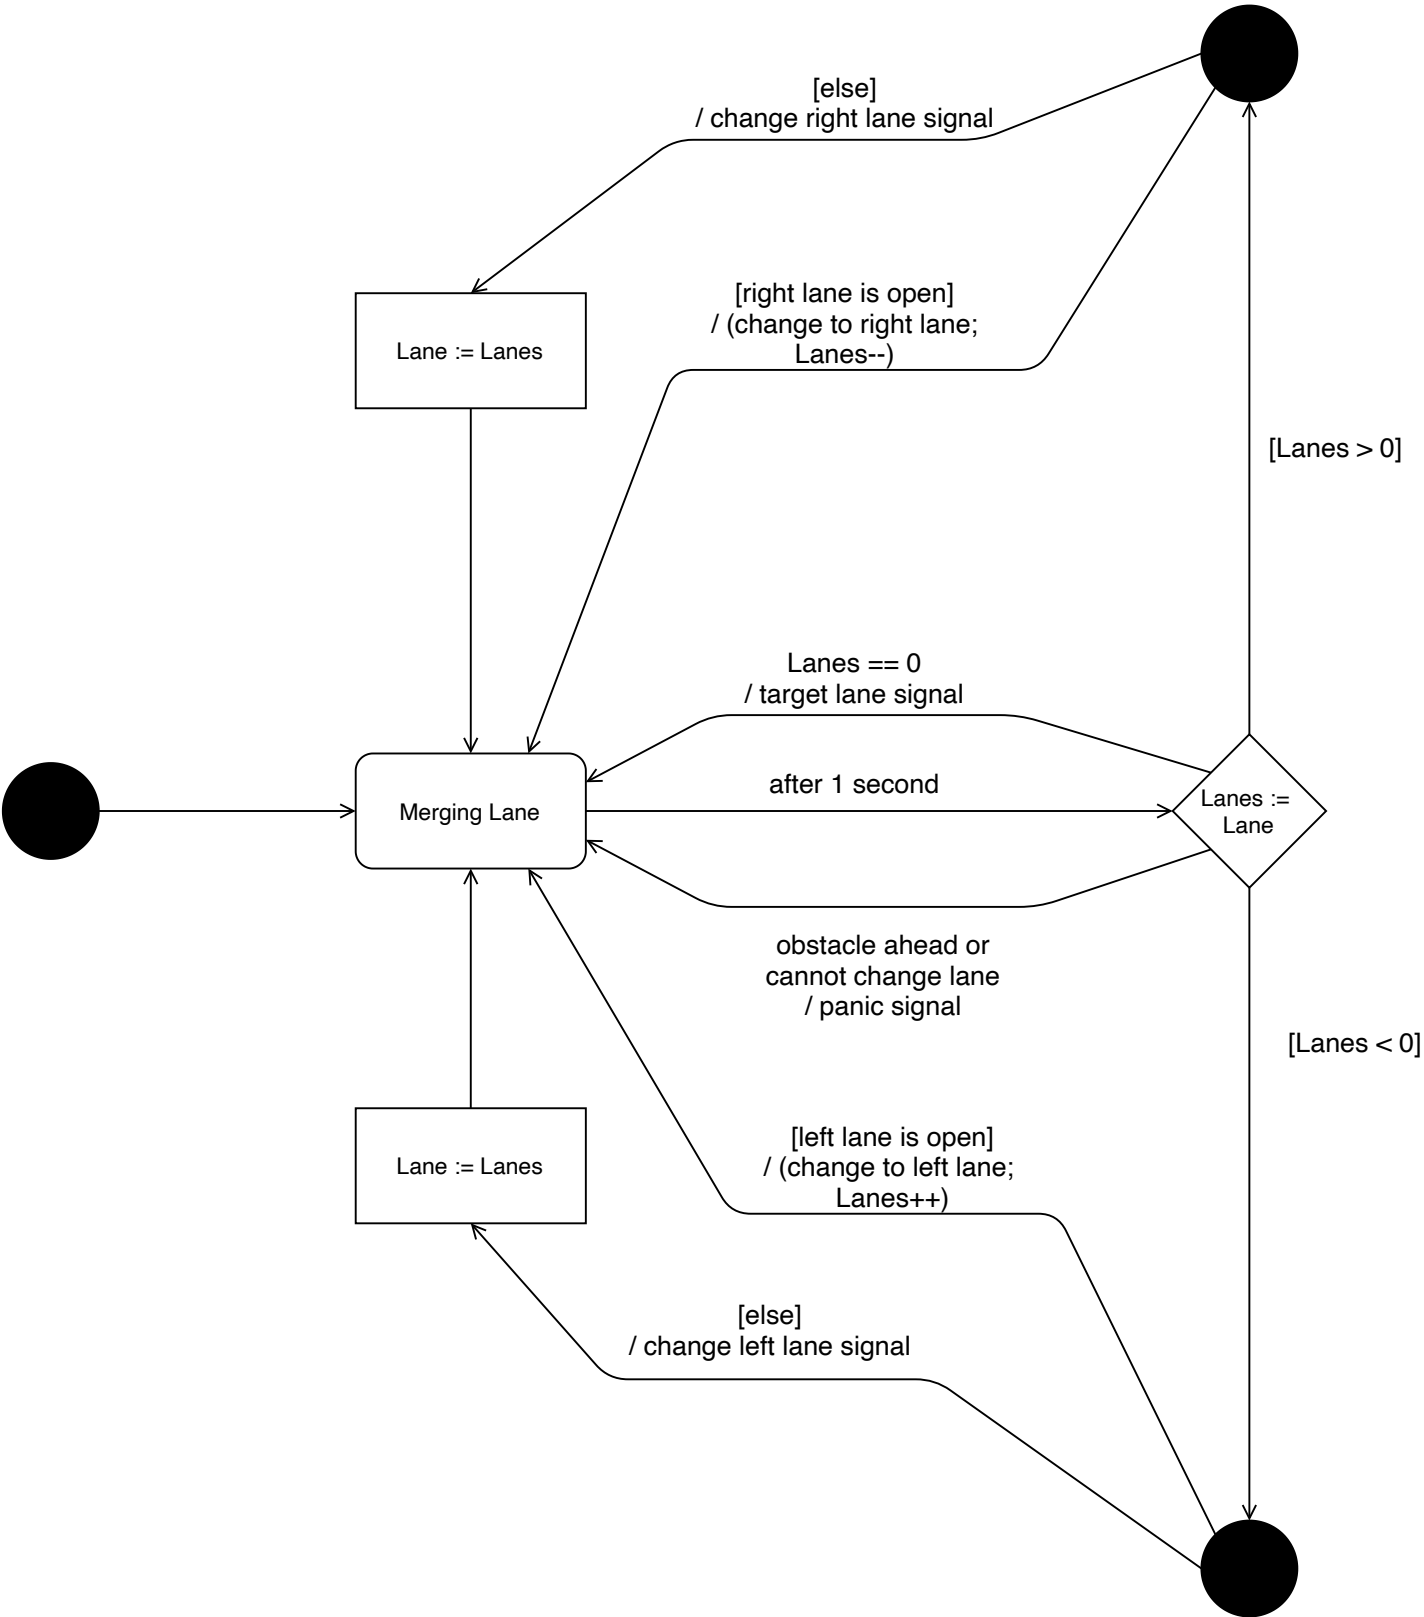 [else]
/ change right lane signal
[right lane is open]
/ (change to right lane;
Lanes--)
Lane := Lanes
[Lanes > 0]
Lanes == 0
/ target lane signal
after 1 second
Lanes :=
Lane
Merging Lane
obstacle ahead or
cannot change lane
/ panic signal
[Lanes < 0]
[left lane is open]
/ (change to left lane;
Lanes++)
Lane := Lanes
[else]
/ change left lane signal